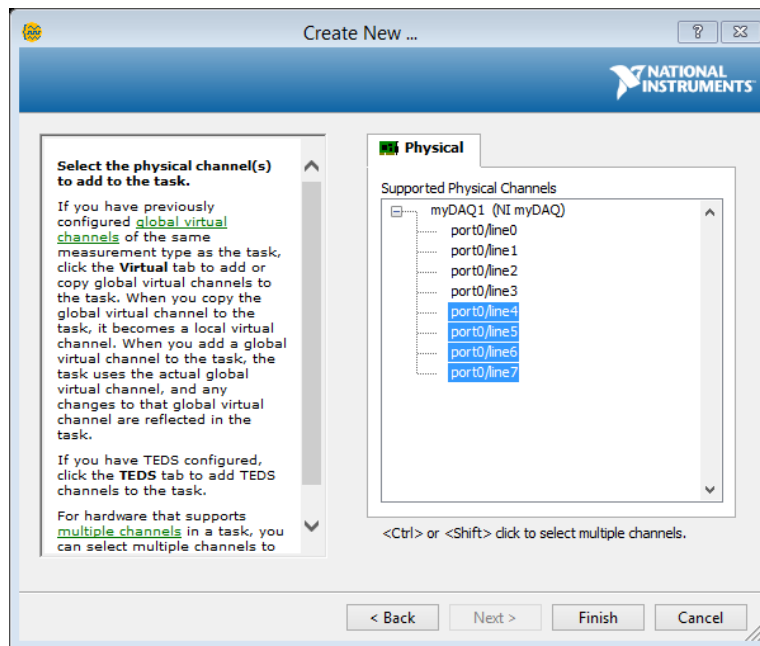 Create New ...
NATIONAL
INSTRUMENTS
Select the physical channel(s)
to add to the task.
If you have previously
configured global virtual
channels of the same
measurement type as the task,
click the Virtual tab to add or
copy global virtual channels to
the task. When you copy the
global virtual channel to the
task, it becomes a local virtual
channel. When you add a global
virtual channel to the task, the
task uses the actual global
virtual channel, and any
changes to that global virtual
channel are reflected in the
task.
If you have TEDS configured,
click the TEDS tab to add TEDS
channels to the task.
For hardware that supports
multiple channels in a task, you
can select multiple channels to
Physical
Supported Physical Channels
myDAQ1 (NI myDAQ)
port0/line0
port0/line1
port0/line2
port0/line3
port0/line4
port0/line5
port0/line6
port0/line7
<Ctrl> or <Shift> click to select multiple channels.
< Back
Next >
Finish
Cancel